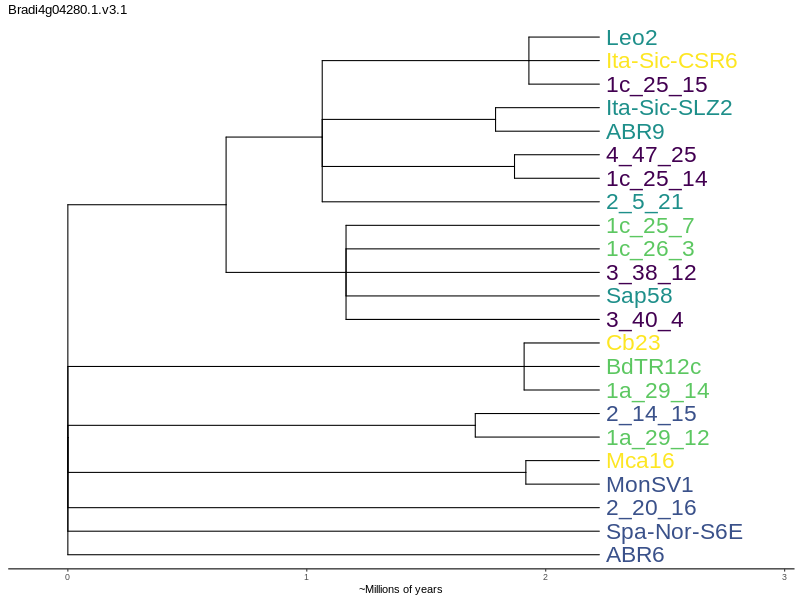 Bradi4g04280.1.v3.1
Leo2
Ita-Sic-CSR6
1c_25_15
Ita-Sic-SLZ2
ABR9
4_47_25
1c_25_14
2_5_21
1c_25_7
1c_26_3
3_38_12
Sap58
3_40_4
Cb23
BdTR12c
1a_29_14
2_14_15
1a_29_12
Mca16
MonSV1
2_20_16
Spa-Nor-S6E
ABR6
0 1 2 3
~Millions of years